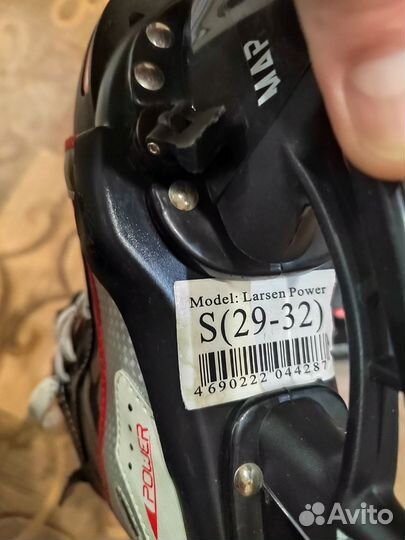 MAP
Model: Larsen Power
S(29-32)
4690222 044287
POWER
Avito